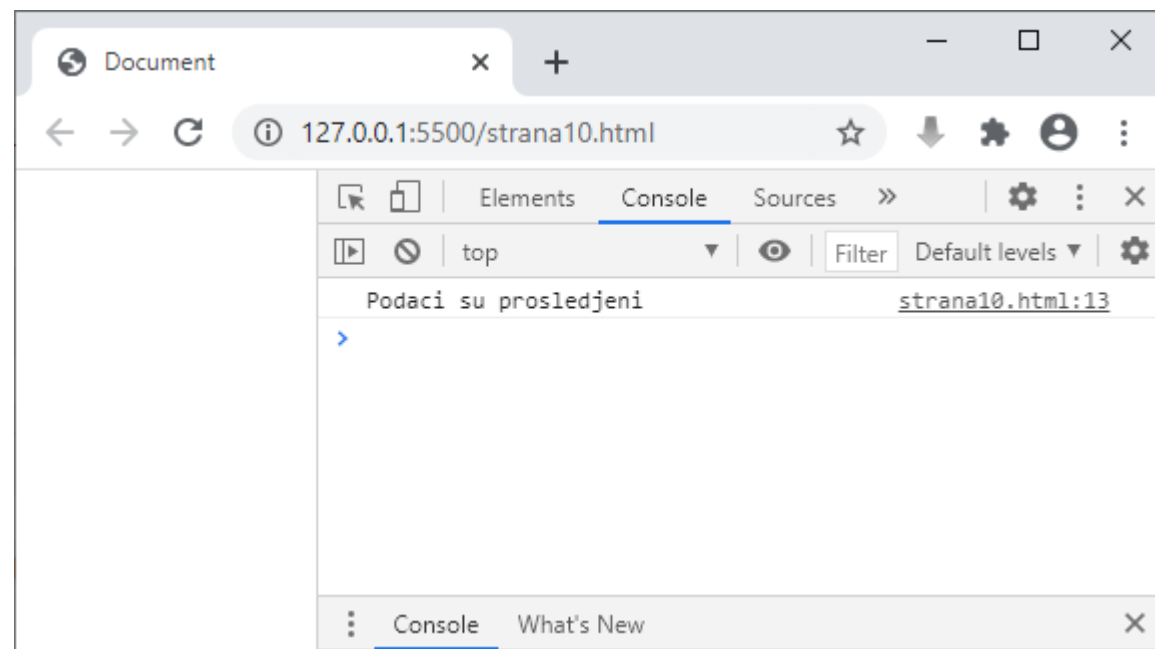 Document
127.0.0.1:5500/strana10.html
Elements Console Sources »
top Filter Default levels ▼
Podaci su prosledjeni strana10.html:13
>
Console What's New